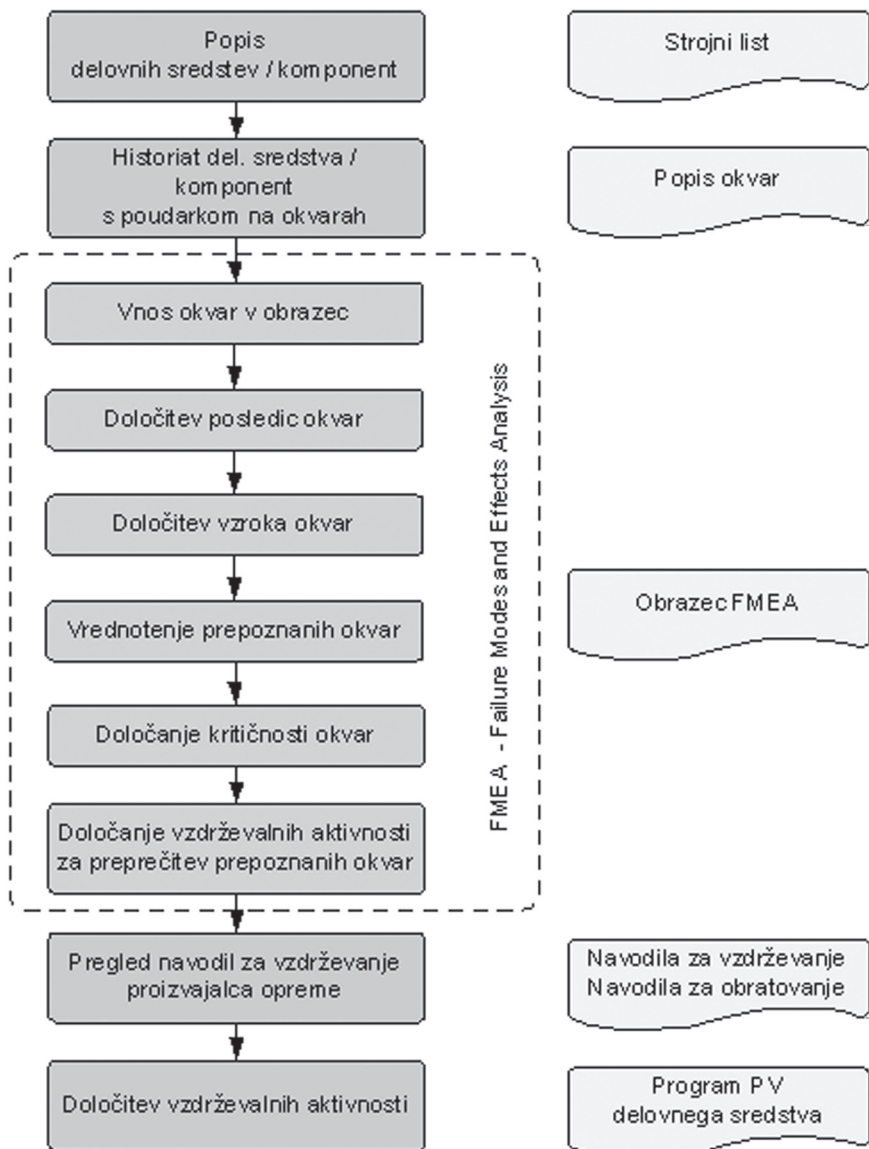 Popis
delovnih sredstev / komponent
Strojni list
Historiat del. sredstva /
komponent
s poudarkom na okvarah
Popis okvar
Vnos okvar v obrazec
Določitev posledic okvar
Določitev vzroka okvar
Vrednotenje prepoznanih okvar
Določanje kritičnosti okvar
Določanje vzdrževalnih aktivnosti
za preprečitev prepoznanih okvar
FMEA - Failure Modes and Effects Analysis
Obrazec FMEA
Pregled navodil za vzdrževanje
proizvajalca opreme
Navodila za vzdrževanje
Navodila za obratovanje
Določitev vzdrževalnih aktivnosti
Program PV
delovnega sredstva